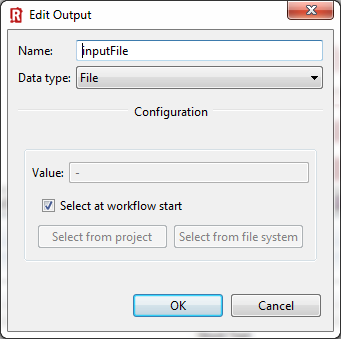 Edit Output
Name: inputFile
Data type: File
Configuration
Value: -
Select at workflow start
Select from project Select from file system
OK Cancel